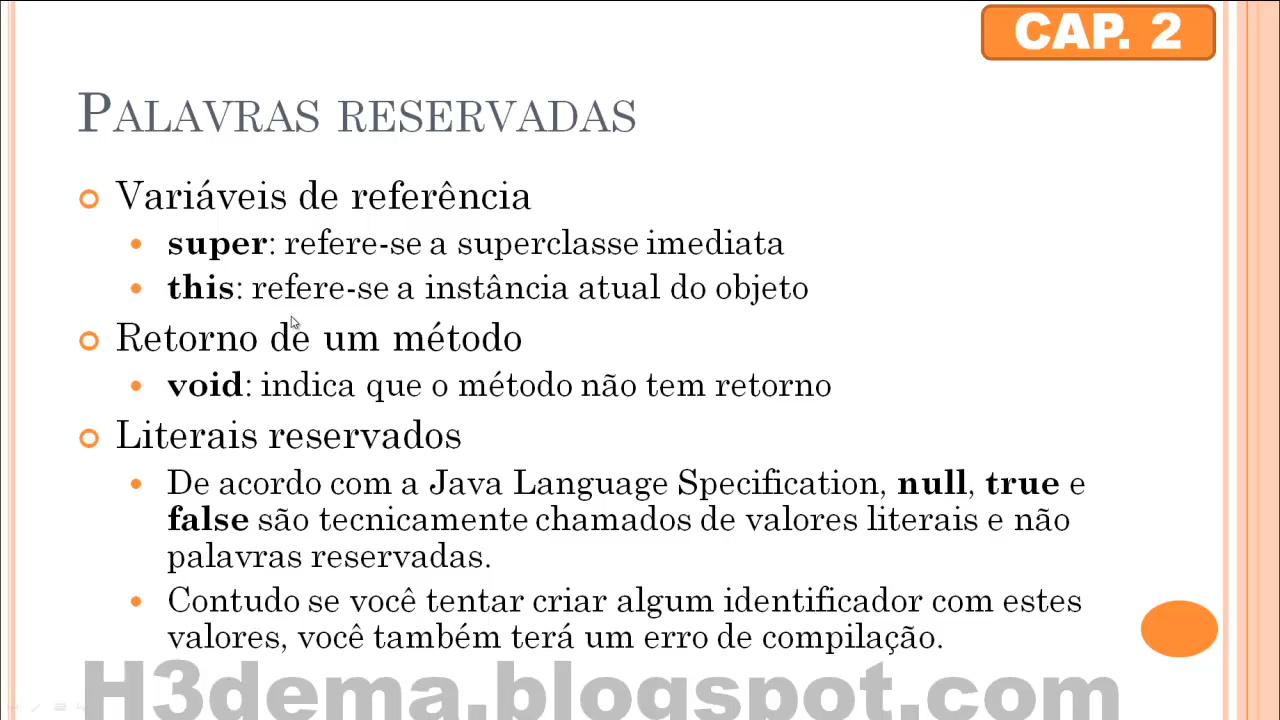 CAP. 2
PALAVRAS RESERVADAS
Variáveis de referência
super: refere-se a superclasse imediata
this: refere-se a instância atual do objeto
Retorno de um método
void: indica que o método não tem retorno
Literais reservados
De acordo com a Java Language Specification, null, true e
false são tecnicamente chamados de valores literais e não
palavras reservadas.
Contudo se você tentar criar algum identificador com estes
valores, você também terá um erro de compilação.
H3dema.blogspot.com